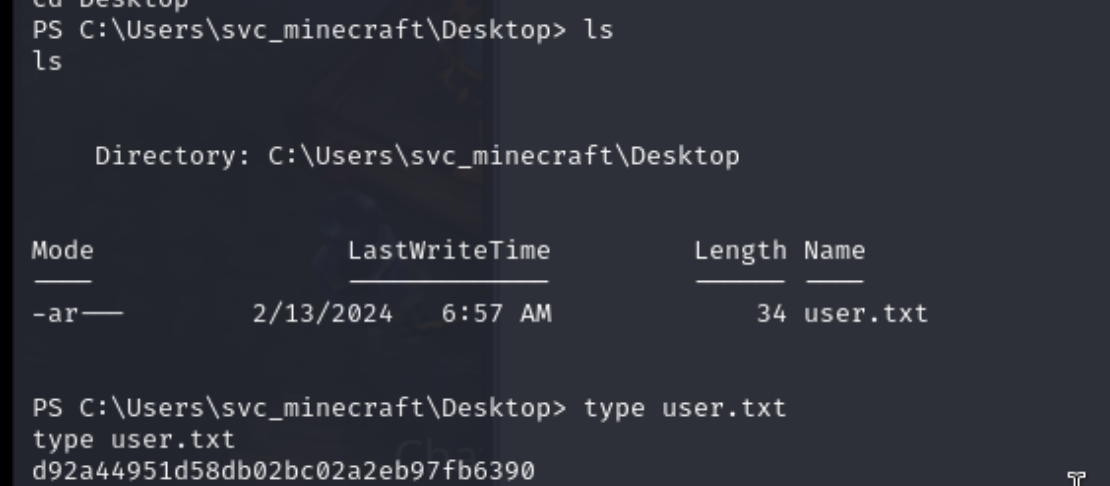 cd Desktop
PS C:\Users\svc_minecraft\Desktop> ls
ls
Directory: C:\Users\svc_minecraft\Desktop
Mode LastWriteTime Length Name
-ar—— 2/13/2024 6:57 AM 34 user.txt
PS C:\Users\svc_minecraft\Desktop> type user.txt
type user.txt
d92a44951d58db02bc02a2eb97fb6390